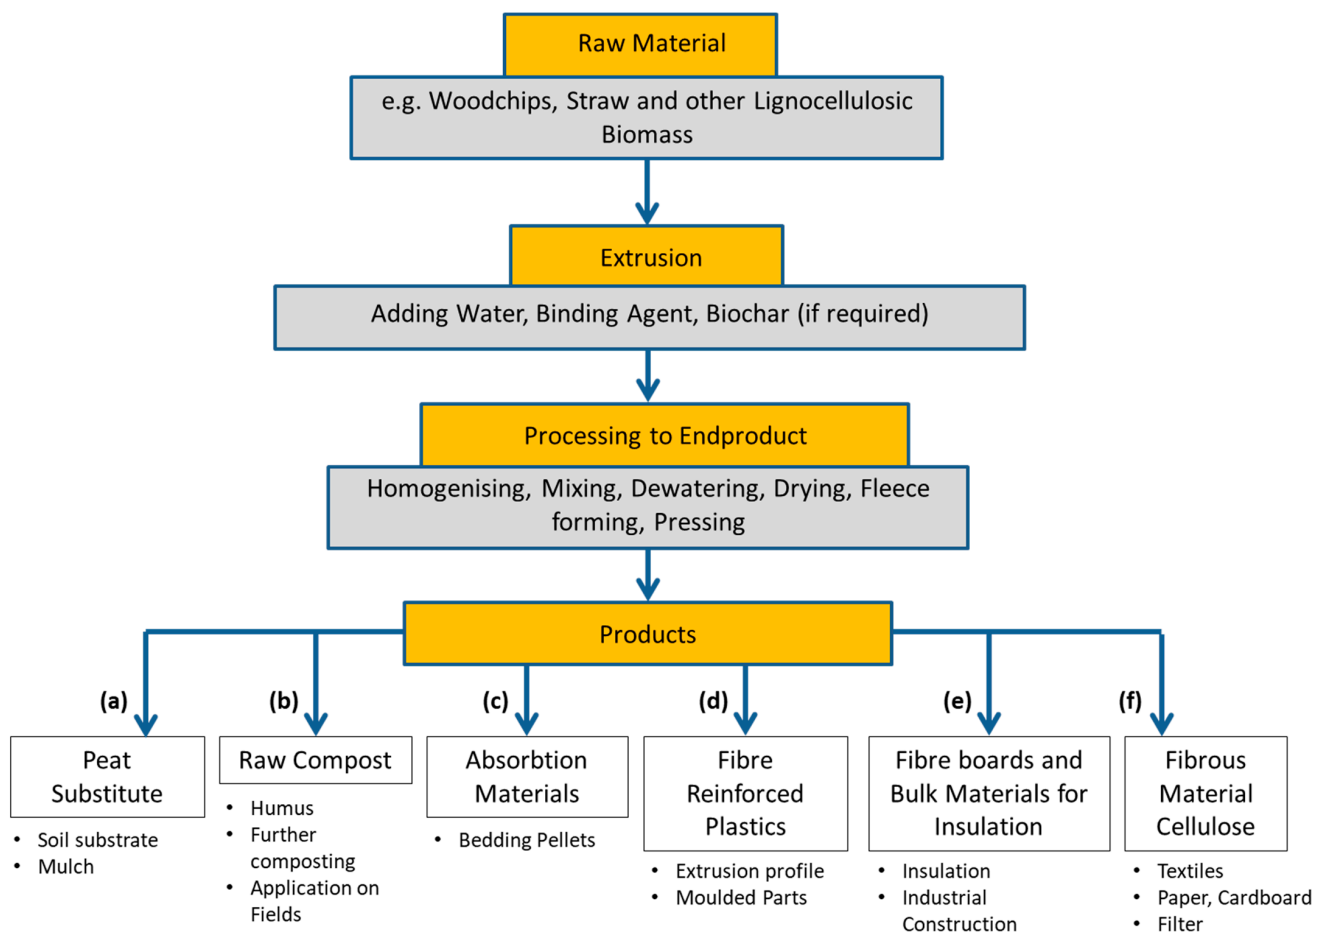 Raw Material
e.g. Woodchips, Straw and other Lignocellulosic
Biomass
Extrusion
Adding Water, Binding Agent, Biochar (if required)
Processing to Endproduct
Homogenising, Mixing, Dewatering, Drying, Fleece
forming, Pressing
Products
(a)
Peat
Substitute
• Soil substrate
• Mulch
(b)
Raw Compost
• Humus
• Further
composting
• Application on
Fields
(c)
Absorbtion
Materials
• Bedding Pellets
(d)
Fibre
Reinforced
Plastics
• Extrusion profile
• Moulded Parts
(e)
Fibre boards and
Bulk Materials for
Insulation
• Insulation
• Industrial
Construction
(f)
Fibrous
Material
Cellulose
• Textiles
• Paper, Cardboard
• Filter